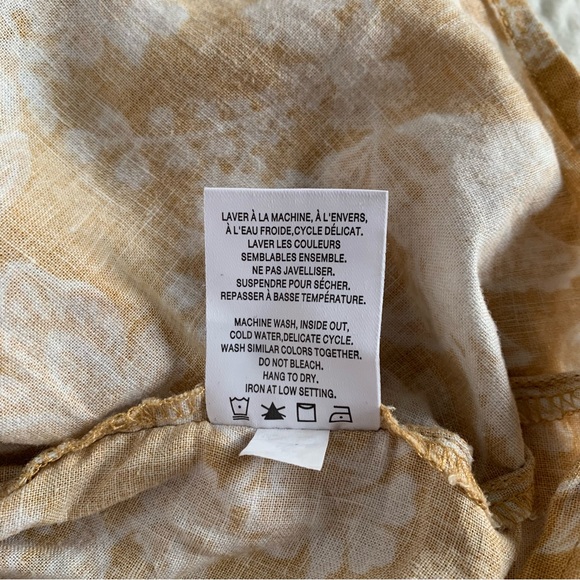 LAVER À LA MACHINE, À L'ENVERS,
À L'EAU FROIDE,CYCLE DÉLICAT.
LAVER LES COULEURS
SEMBLABLES ENSEMBLE.
NE PAS JAVELLISER.
SUSPENDRE POUR SÉCHER.
REPASSER À BASSE TEMPÉRATURE.
MACHINE WASH, INSIDE OUT,
COLD WATER,DELICATE CYCLE.
WASH SIMILAR COLORS TOGETHER.
DO NOT BLEACH.
HANG TO DRY.
IRON AT LOW SETTING.